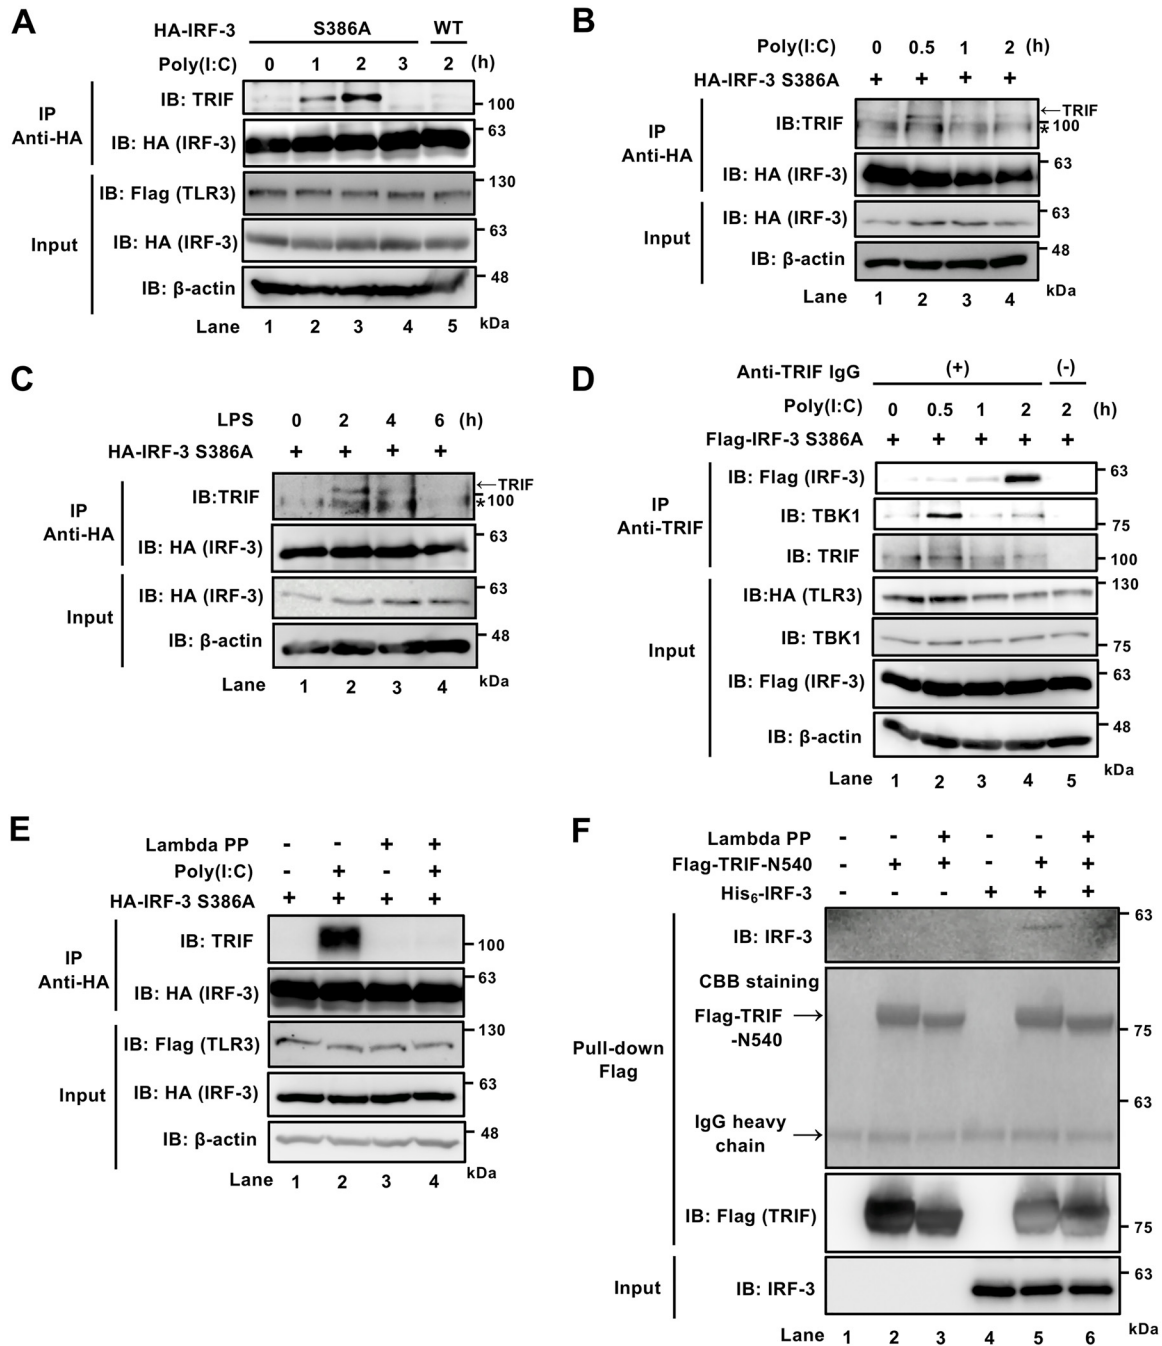 A
HA-IRF-3 S386A WT
Poly(I:C) 0 1 2 3 2 (h)
IP
Anti-HA
IB: TRIF 100
IB: HA (IRF-3) 63
Input
IB: Flag (TLR3) 130
IB: HA (IRF-3) 63
IB: β-actin 48
Lane 1 2 3 4 5 kDa
B
Poly(I:C) 0 0.5 1 2 (h)
HA-IRF-3 S386A + + + +
IP
Anti-HA
IB:TRIF ←TRIF
* 100
IB: HA (IRF-3) 63
Input
IB: HA (IRF-3) 63
IB: β-actin 48
Lane 1 2 3 4 kDa
C
LPS 0 2 4 6 (h)
HA-IRF-3 S386A + + + +
IP
Anti-HA
IB:TRIF ←TRIF
* 100
IB: HA (IRF-3) 63
Input
IB: HA (IRF-3) 63
IB: β-actin 48
Lane 1 2 3 4 kDa
D
Anti-TRIF IgG (+) (-)
Poly(I:C) 0 0.5 1 2 2 (h)
Flag-IRF-3 S386A + + + + +
IP
Anti-TRIF
IB: Flag (IRF-3) 63
IB: TBK1 75
IB: TRIF 100
Input
IB:HA (TLR3) 130
IB: TBK1 75
IB: Flag (IRF-3) 63
IB: β-actin 48
Lane 1 2 3 4 5 kDa
E
Lambda PP - - + +
Poly(I:C) - + - +
HA-IRF-3 S386A + + + +
IP
Anti-HA
IB: TRIF 100
IB: HA (IRF-3) 63
Input
IB: Flag (TLR3) 130
IB: HA (IRF-3) 63
IB: β-actin 48
Lane 1 2 3 4 kDa
F
Lambda PP - - + - - +
Flag-TRIF-N540 - + + - + +
His₆-IRF-3 - - - + + +
Pull-down
Flag
IB: IRF-3 63
CBB staining
Flag-TRIF →
-N540 75
63
IgG heavy →
chain
IB: Flag (TRIF) 75
Input
IB: IRF-3 63
Lane 1 2 3 4 5 6 kDa